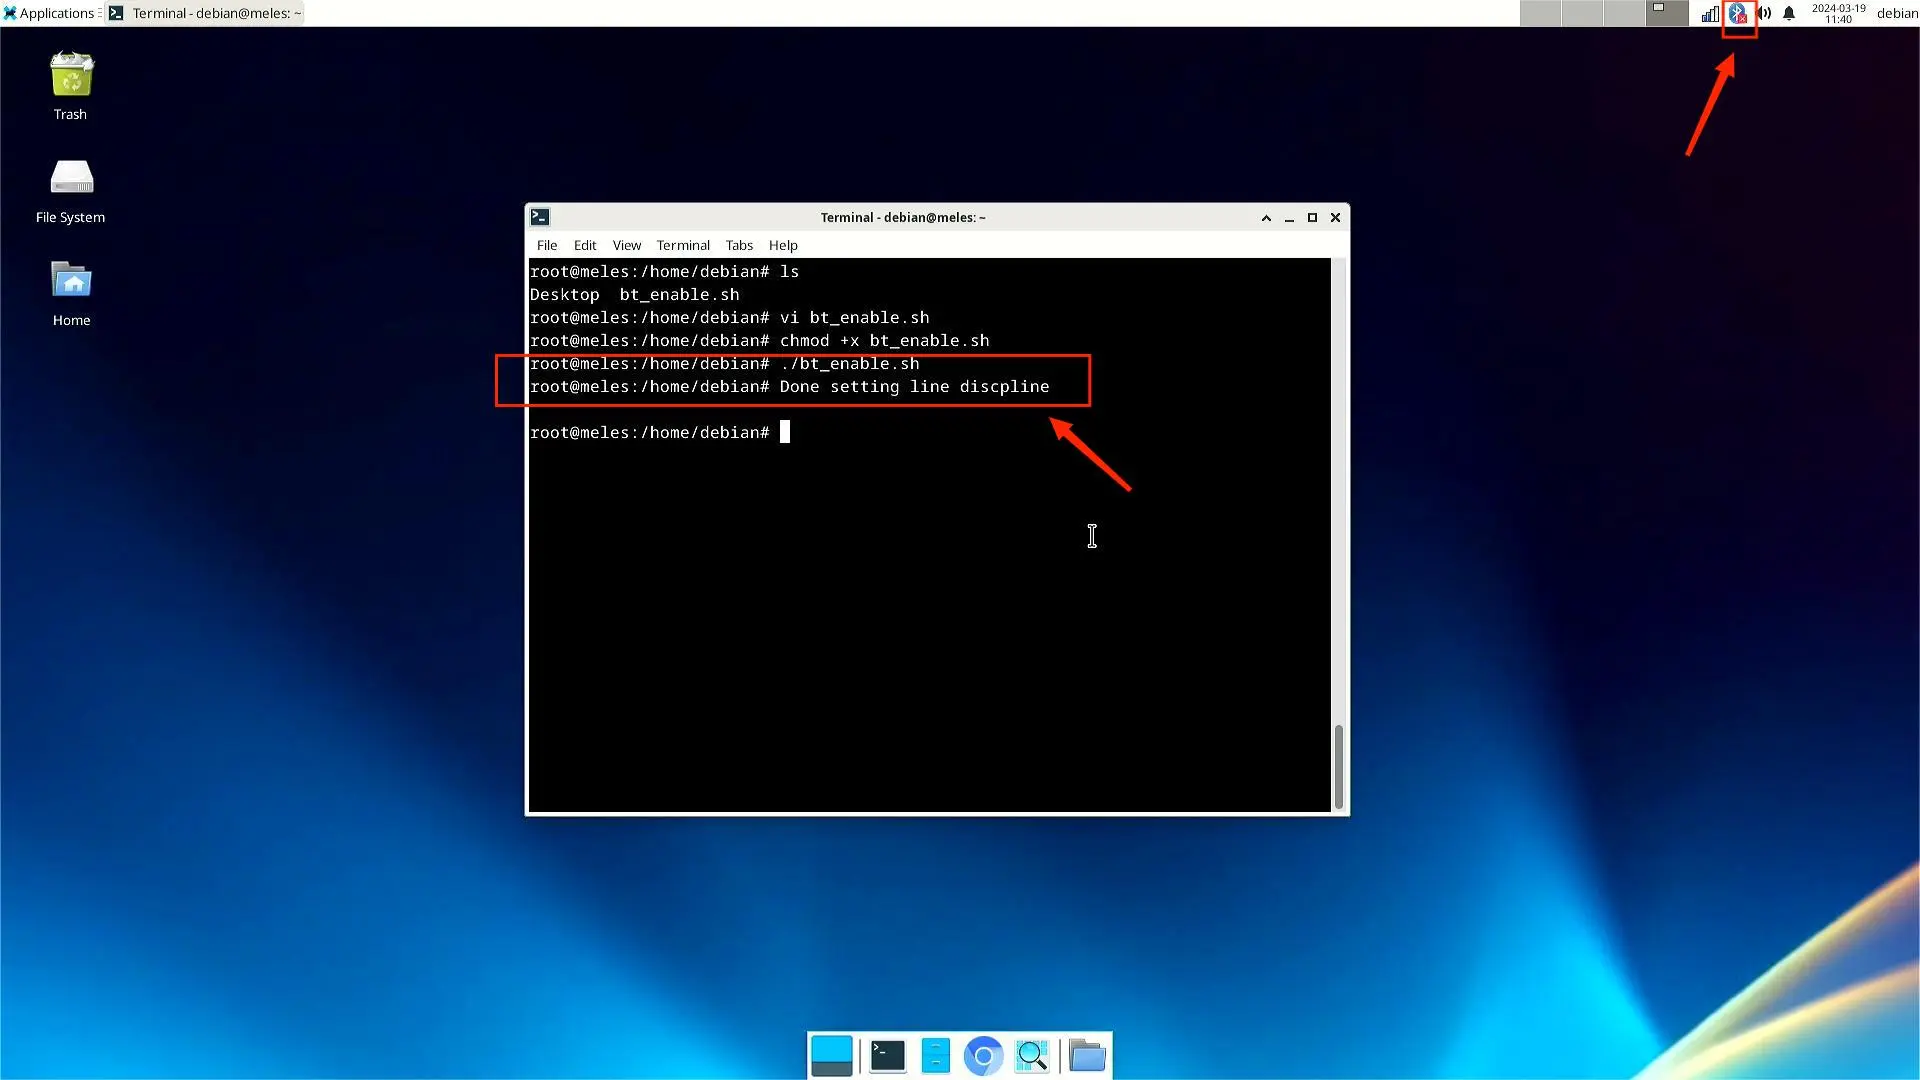 Applications
Terminal - debian@meles: ~
2024-03-19
11:40
debian
Trash
File System
Home
Terminal - debian@meles: ~
File Edit View Terminal Tabs Help
root@meles:/home/debian# ls
Desktop  bt_enable.sh
root@meles:/home/debian# vi bt_enable.sh
root@meles:/home/debian# chmod +x bt_enable.sh
root@meles:/home/debian# ./bt_enable.sh
root@meles:/home/debian# Done setting line discpline
root@meles:/home/debian#